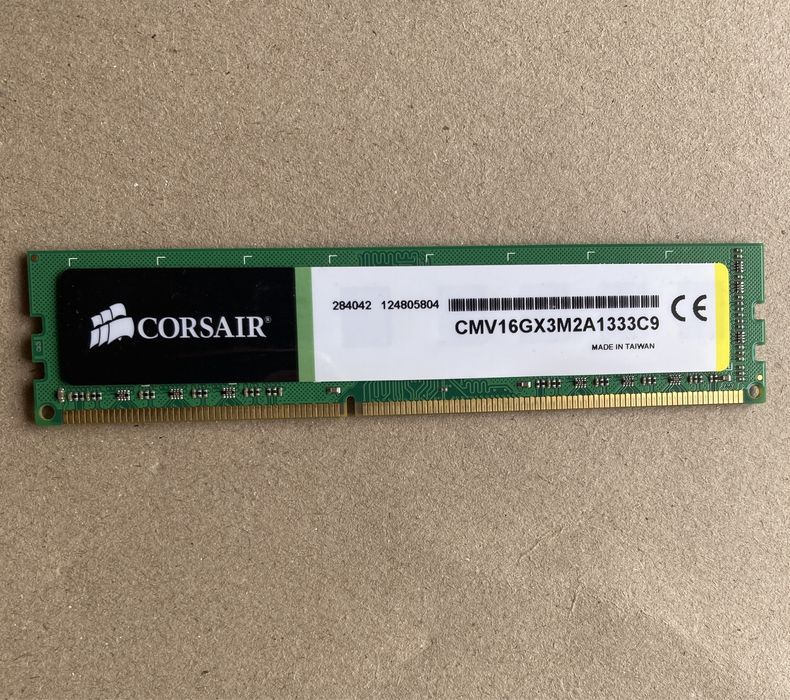 CORSAIR®
284042 124805804
CMV16GX3M2A1333C9
CE
MADE IN TAIWAN